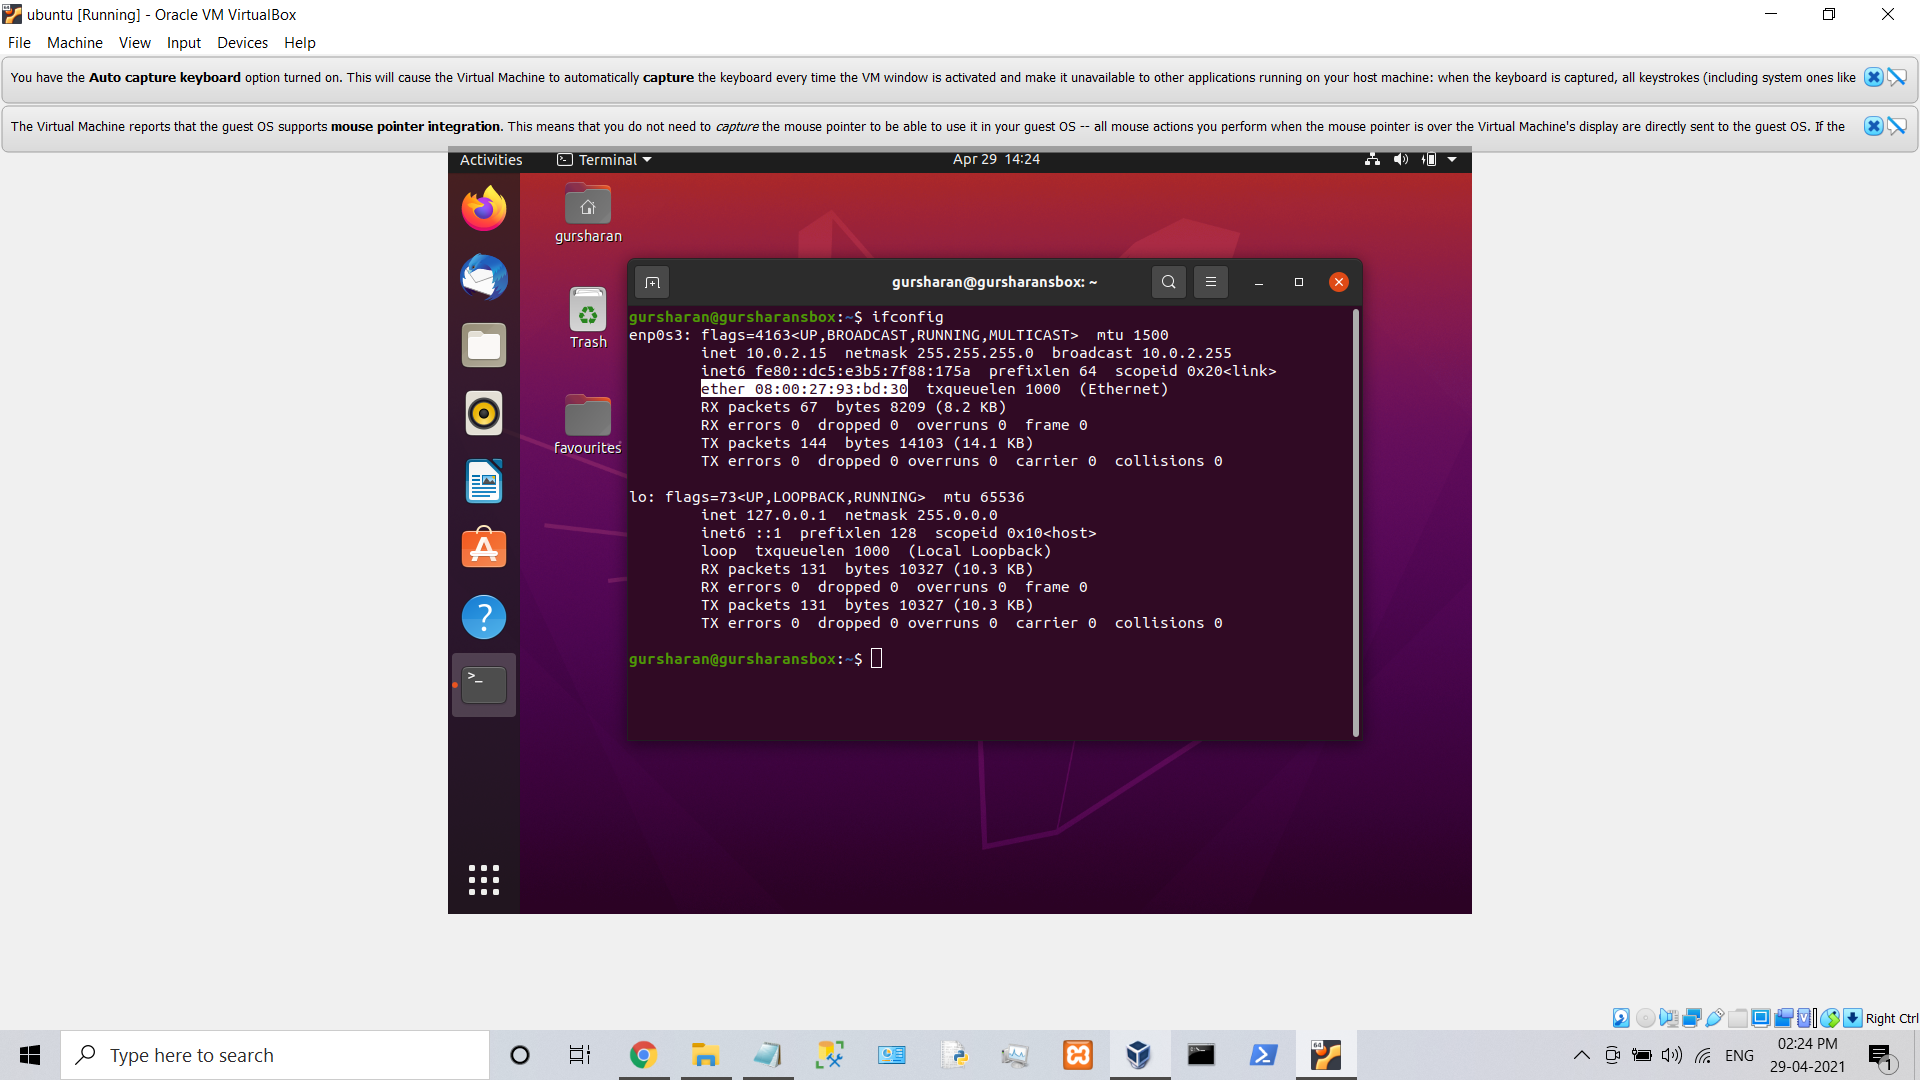 ubuntu [Running] - Oracle VM VirtualBox
File Machine View Input Devices Help
You have the Auto capture keyboard option turned on. This will cause the Virtual Machine to automatically capture the keyboard every time the VM window is activated and make it unavailable to other applications running on your host machine: when the keyboard is captured, all keystrokes (including system ones like
The Virtual Machine reports that the guest OS supports mouse pointer integration. This means that you do not need to capture the mouse pointer to be able to use it in your guest OS -- all mouse actions you perform when the mouse pointer is over the Virtual Machine's display are directly sent to the guest OS. If the
Activities Terminal Apr 29 14:24
gursharan
Trash
favourites
gursharan@gursharansbox: ~
gursharan@gursharansbox:~$ ifconfig
enp0s3: flags=4163<UP,BROADCAST,RUNNING,MULTICAST>  mtu 1500
        inet 10.0.2.15  netmask 255.255.255.0  broadcast 10.0.2.255
        inet6 fe80::dc5:e3b5:7f88:175a  prefixlen 64  scopeid 0x20<link>
        ether 08:00:27:93:bd:30  txqueuelen 1000  (Ethernet)
        RX packets 67  bytes 8209 (8.2 KB)
        RX errors 0  dropped 0  overruns 0  frame 0
        TX packets 144  bytes 14103 (14.1 KB)
        TX errors 0  dropped 0 overruns 0  carrier 0  collisions 0
lo: flags=73<UP,LOOPBACK,RUNNING>  mtu 65536
        inet 127.0.0.1  netmask 255.0.0.0
        inet6 ::1  prefixlen 128  scopeid 0x10<host>
        loop  txqueuelen 1000  (Local Loopback)
        RX packets 131  bytes 10327 (10.3 KB)
        RX errors 0  dropped 0  overruns 0  frame 0
        TX packets 131  bytes 10327 (10.3 KB)
        TX errors 0  dropped 0 overruns 0  carrier 0  collisions 0
gursharan@gursharansbox:~$
Right Ctrl
Type here to search
ENG
02:24 PM
29-04-2021
1